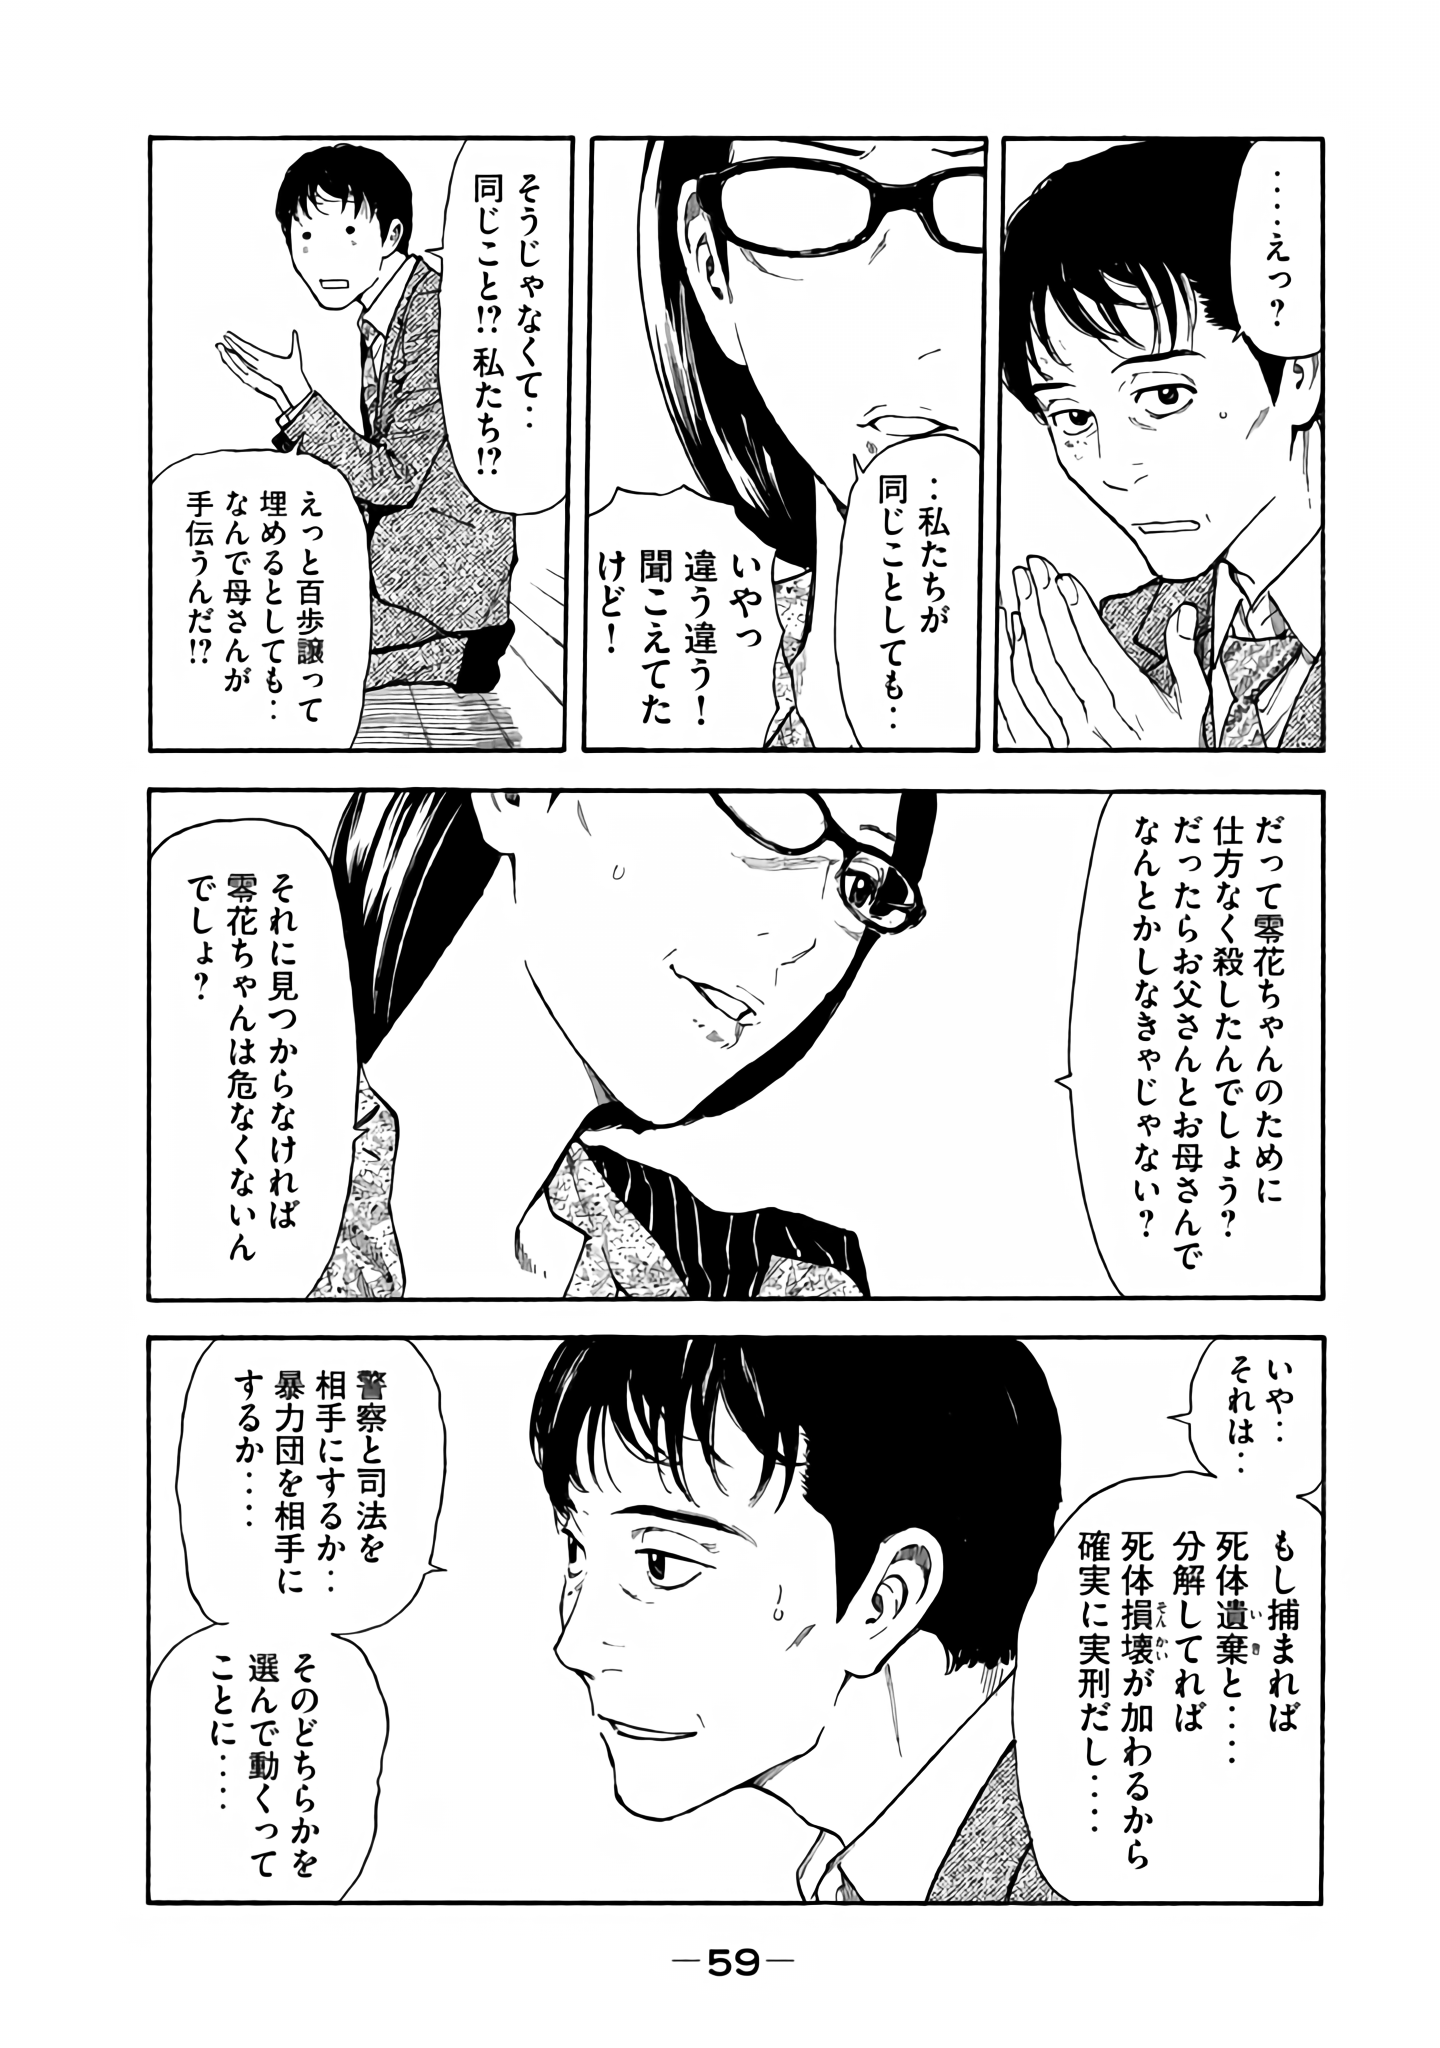 ‥‥えっ?
‥私たちが
同じことしても‥
いやっ
違う違う!
聞こえてた
けど!
そうじゃなくて‥
同じこと!? 私たち!?
えっと百歩譲って
埋めるとしても‥
なんで母さんが
手伝うんだ!?
だって零花ちゃんのために
仕方なく殺したんでしょう?
だったらお父さんとお母さんで
なんとかしなきゃじゃない?
それに見つからなければ
零花ちゃんは危なくないん
でしょ?
いや‥
それは‥
もし捕まれば
死体遺棄と‥‥
いき
分解してれば
死体損壊が加わるから
そんかい
確実に実刑だし‥‥
警察と司法を
相手にするか‥
暴力団を相手に
するか‥‥
そのどちらかを
選んで動くって
ことに‥‥
—59—